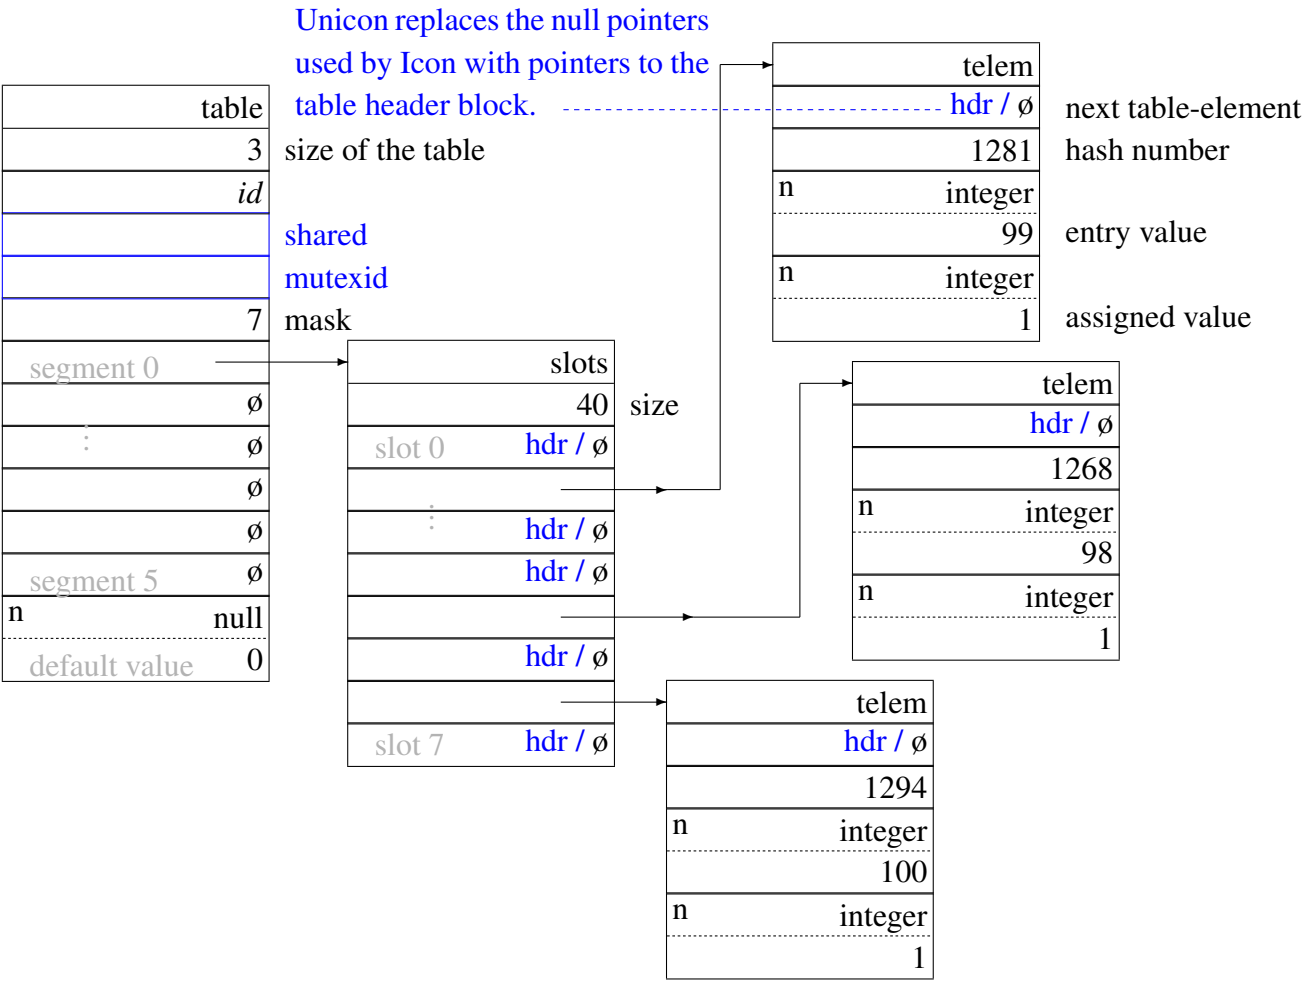 Unicon replaces the null pointers
used by Icon with pointers to the
table header block.
table
3 size of the table
id
shared
mutexid
7 mask
segment 0
ø
⋮ ø
ø
ø
segment 5 ø
n null
default value 0
slots
40 size
slot 0 hdr / ø
⋮
hdr / ø
hdr / ø
hdr / ø
slot 7 hdr / ø
telem
hdr / ø next table-element
1281 hash number
n integer
99 entry value
n integer
1 assigned value
telem
hdr / ø
1268
n integer
98
n integer
1
telem
hdr / ø
1294
n integer
100
n integer
1